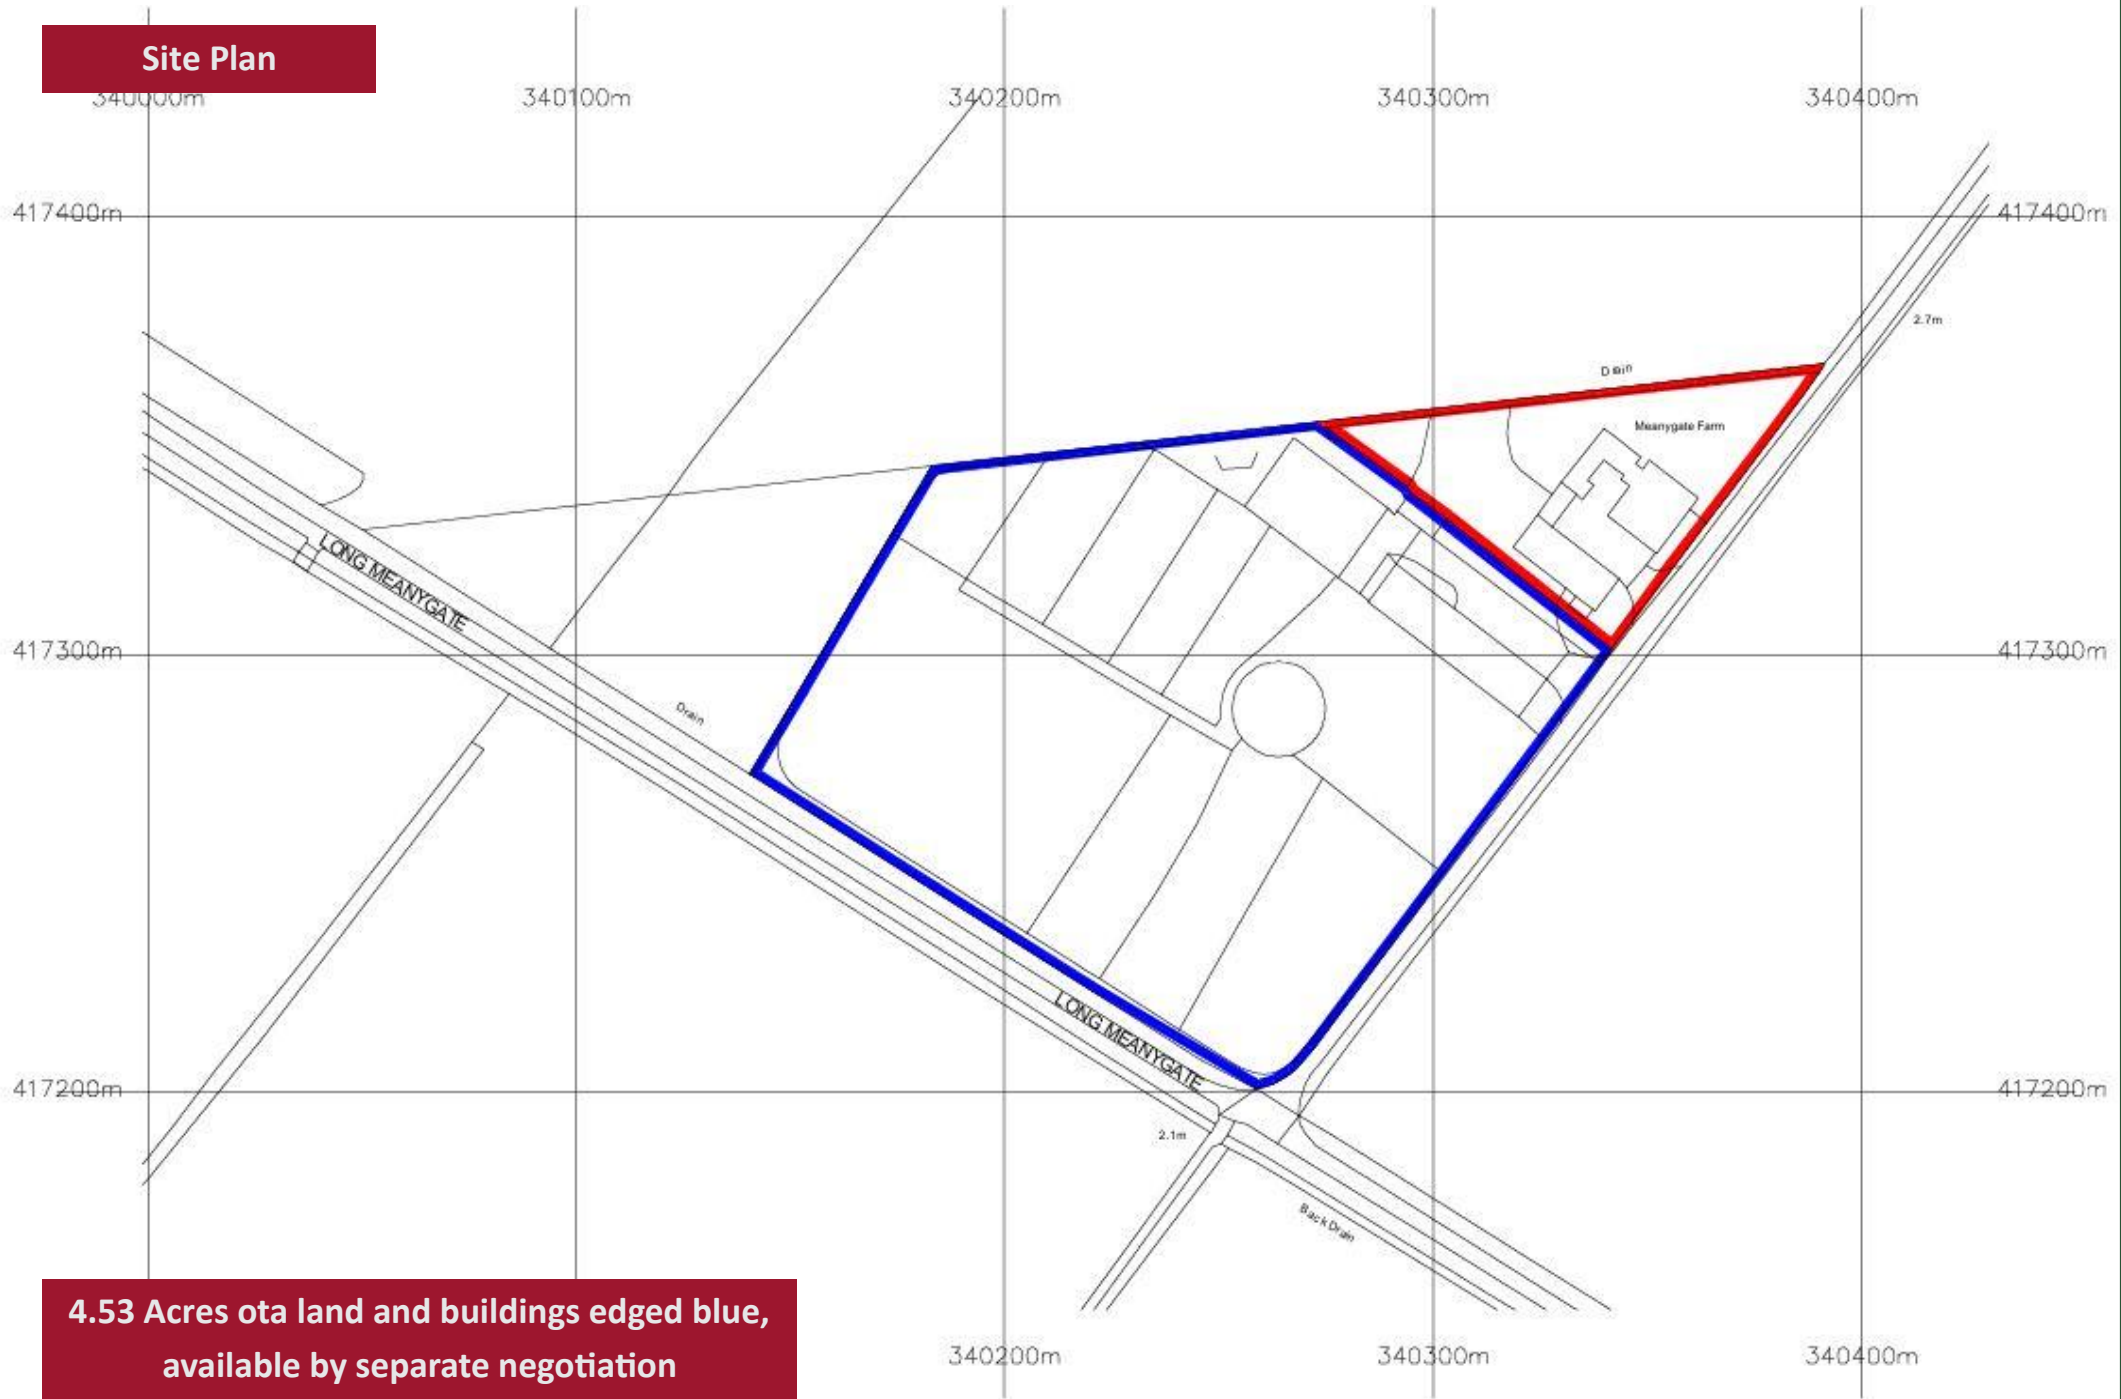 Site Plan
340000m
340100m
340200m
340300m
340400m
417400m
417400m
2.7m
Drain
Meanygate Farm
LONG MEANYGATE
417300m
417300m
Drain
LONG MEANYGATE
417200m
417200m
2.1m
Back Drain
4.53 Acres ota land and buildings edged blue,
available by separate negotiation
340200m
340300m
340400m